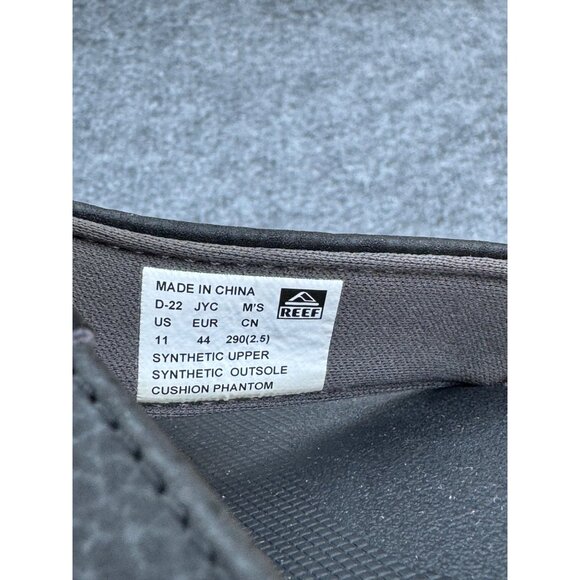 MADE IN CHINA
D-22 JYC M'S
US EUR CN
11 44 290(2.5)
SYNTHETIC UPPER
SYNTHETIC OUTSOLE
CUSHION PHANTOM
REEF